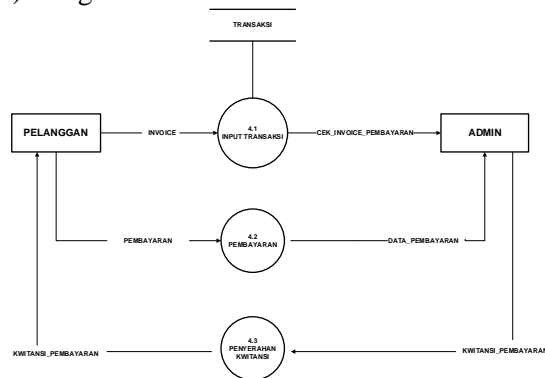 TRANSAKSI
PELANGGAN
INVOICE
4.1
INPUT TRANSAKSI
CEK_INVOICE_PEMBAYARAN
ADMIN
PEMBAYARAN
4.2
PEMBAYARAN
DATA_PEMBAYARAN
KWITANSI_PEMBAYARAN
4.3
PENYERAHAN
KWITANSI
KWITANSI_PEMBAYARAN